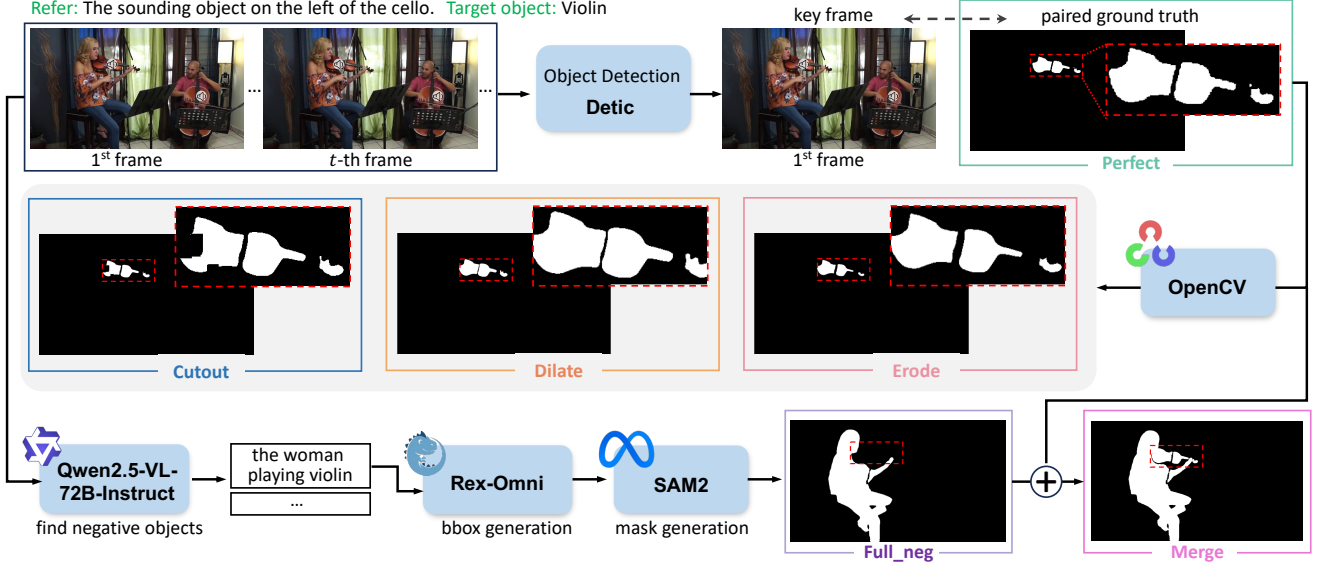 Refer: The sounding object on the left of the cello. Target object: Violin
key frame
paired ground truth
...
...
Object Detection
Detic
1st frame
t-th frame
1st frame
Perfect
OpenCV
Cutout
Dilate
Erode
Qwen2.5-VL-
72B-Instruct
find negative objects
the woman
playing violin
...
Rex-Omni
bbox generation
SAM2
mask generation
Full_neg
+
Merge